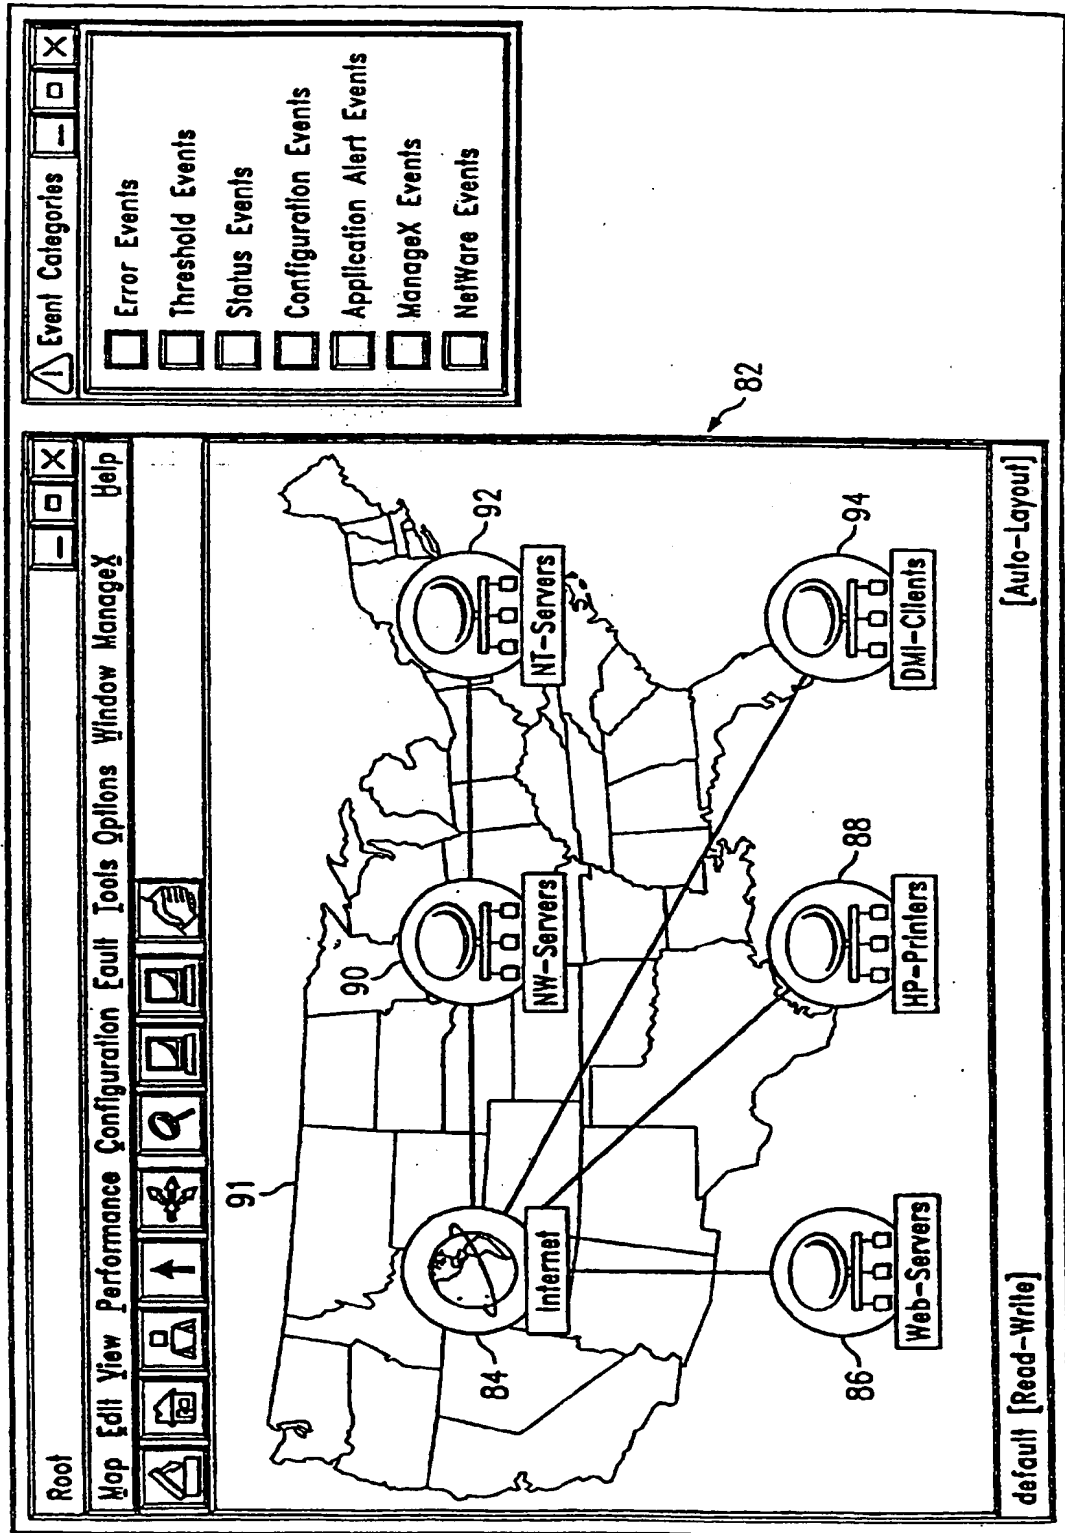 Root
Map Edit View Performance Configuration Fault Tools Options Window ManageX Help
91
90
92
84
Internet
NW-Servers
NT-Servers
86
88
94
Web-Servers
HP-Printers
DMI-Clients
default [Read-Write] [Auto-Layout]
82
Event Categories
Error Events
Threshold Events
Status Events
Configuration Events
Application Alert Events
ManageX Events
NetWare Events